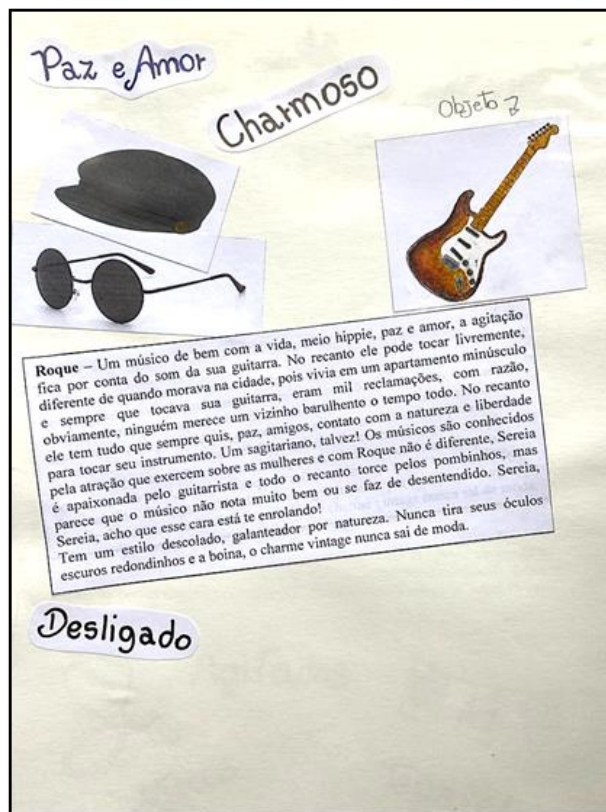 Paz e Amor
Charmoso
Objeto
Roque – Um músico de bem com a vida, meio hippie, paz e amor, a agitação
fica por conta do som da sua guitarra. No recanto ele pode tocar livremente,
diferente de quando morava na cidade, pois vivia em um apartamento minúsculo
e sempre que tocava sua guitarra, eram mil reclamações, com razão,
obviamente, ninguém merece um vizinho barulhento o tempo todo. No recanto
ele tem tudo que sempre quis, paz, amigos, contato com a natureza e liberdade
para tocar seu instrumento. Um sagitariano, talvez! Os músicos são conhecidos
pela atração que exercem sobre as mulheres e com Roque não é diferente, Sereia
é apaixonada pelo guitarrista e todo o recanto torce pelos pombinhos, mas
parece que o músico não nota muito bem ou se faz de desentendido. Sereia,
Sereia, acho que esse cara está te enrolando!
Tem um estilo descolado, galanteador por natureza. Nunca tira seus óculos
escuros redondinhos e a boina, o charme vintage nunca sai de moda.
Desligado